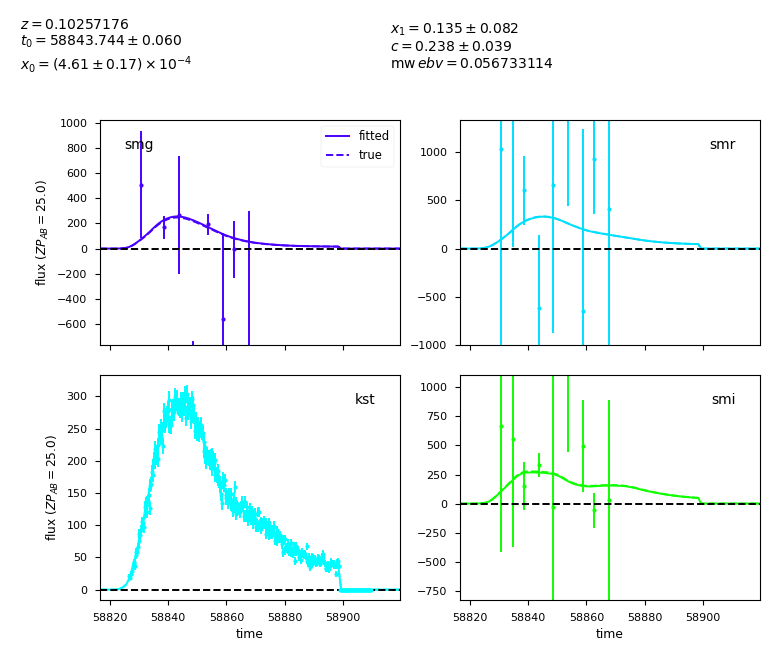 z = 0.10257176
t₀ = 58843.744 ± 0.060
x₀ = (4.61 ± 0.17) × 10⁻⁴
x₁ = 0.135 ± 0.082
c = 0.238 ± 0.039
mw ebv = 0.056733114
smg
fitted
true
1000
800
600
400
200
0
−200
−400
−600
flux (ZP_AB = 25.0)
smr
1000
500
0
−500
−1000
kst
300
250
200
150
100
50
0
flux (ZP_AB = 25.0)
58820 58840 58860 58880 58900
time
smi
1000
750
500
250
0
−250
−500
−750
58820 58840 58860 58880 58900
time